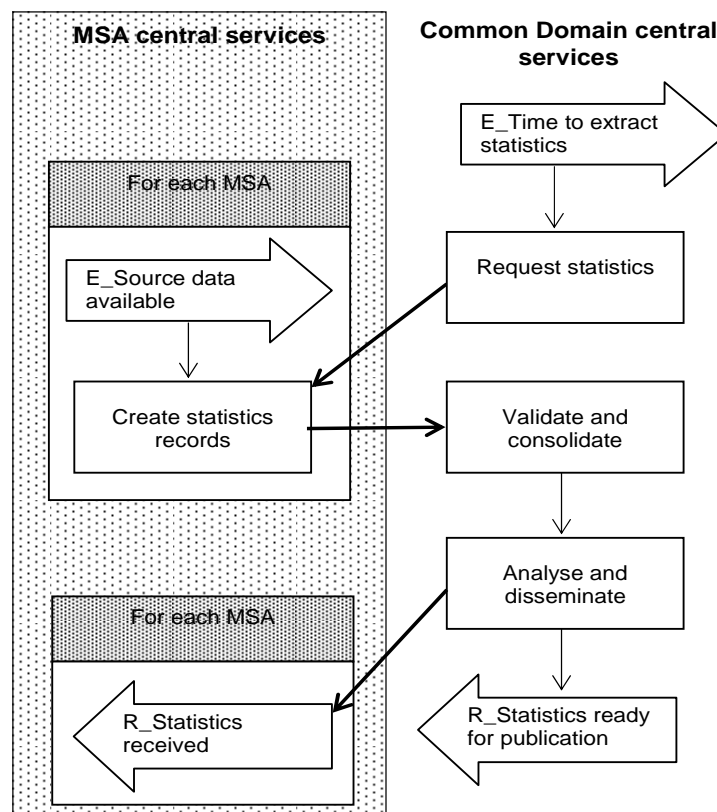 MSA central services
Common Domain central
services
E_Time to extract
statistics
For each MSA
E_Source data
available
Request statistics
Create statistics
records
Validate and
consolidate
Analyse and
disseminate
For each MSA
R_Statistics
received
R_Statistics ready
for publication